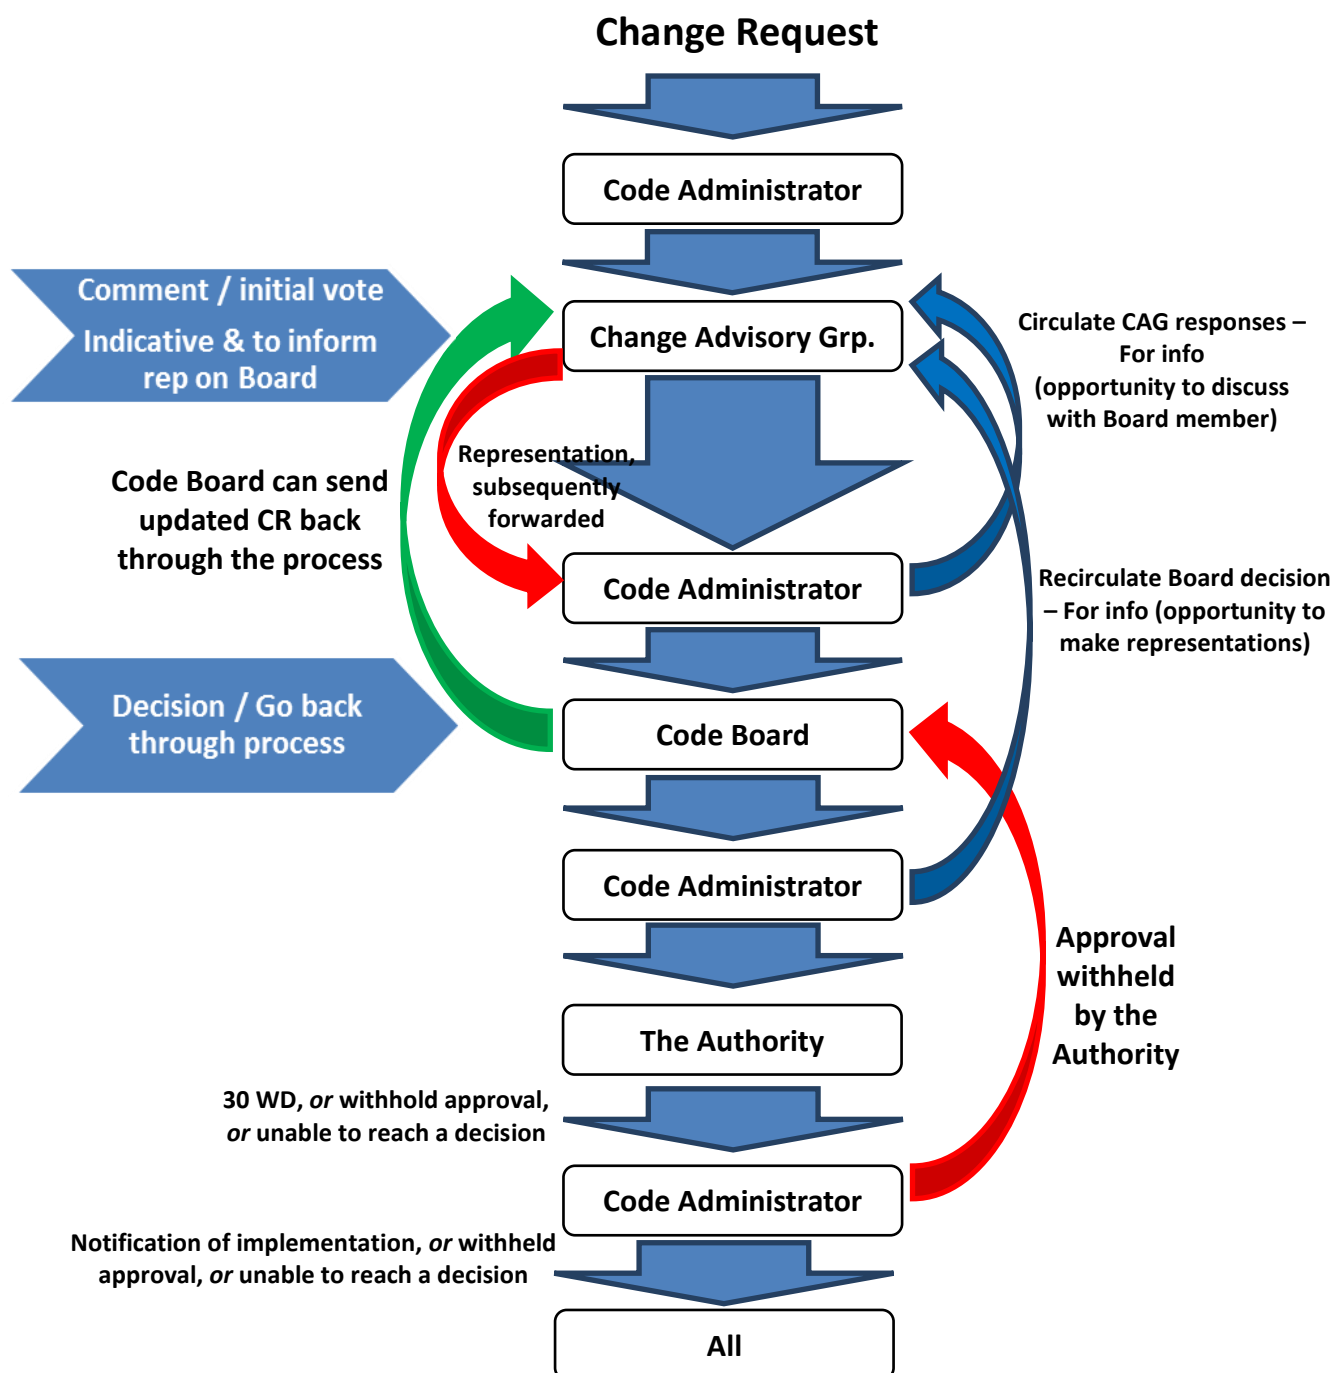 Change Request
Code Administrator
Comment / initial vote
Indicative & to inform
rep on Board
Change Advisory Grp.
Circulate CAG responses –
For info
(opportunity to discuss
with Board member)
Representation,
subsequently
forwarded
Code Board can send
updated CR back
through the process
Code Administrator
Recirculate Board decision
– For info (opportunity to
make representations)
Decision / Go back
through process
Code Board
Code Administrator
Approval
withheld
by the
Authority
The Authority
30 WD, or withhold approval,
or unable to reach a decision
Code Administrator
Notification of implementation, or withheld
approval, or unable to reach a decision
All